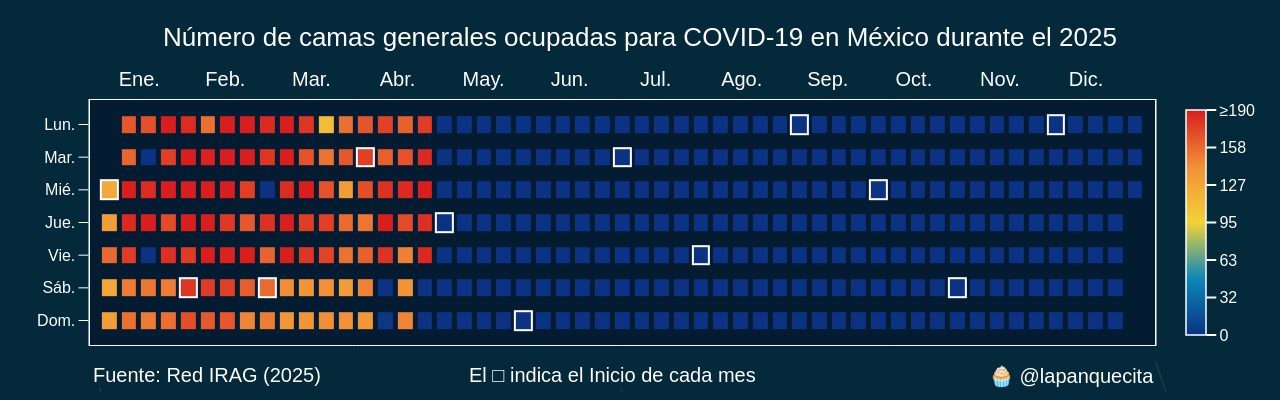 Número de camas generales ocupadas para COVID-19 en México durante el 2025
Ene. Feb. Mar. Abr. May. Jun. Jul. Ago. Sep. Oct. Nov. Dic.
Lun.
Mar.
Mié.
Jue.
Vie.
Sáb.
Dom.
≥190
158
127
95
63
32
0
Fuente: Red IRAG (2025)
El □ indica el Inicio de cada mes
🧁 @lapanquecita